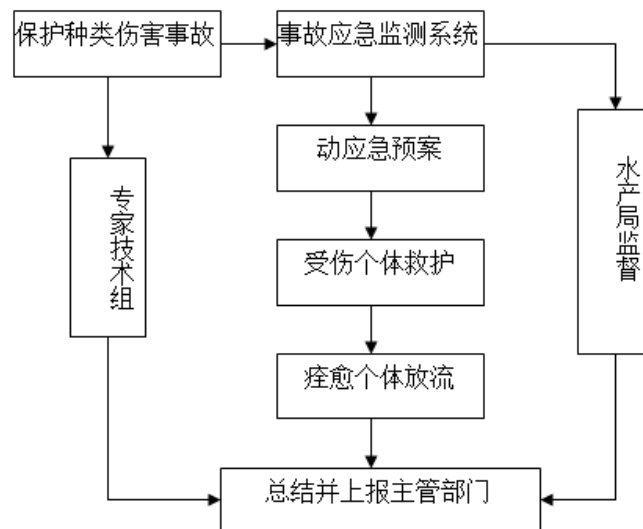 保护种类伤害事故
事故应急监测系统
动应急预案
专家技术组
水产局监督
受伤个体救护
痊愈个体放流
总结并上报主管部门